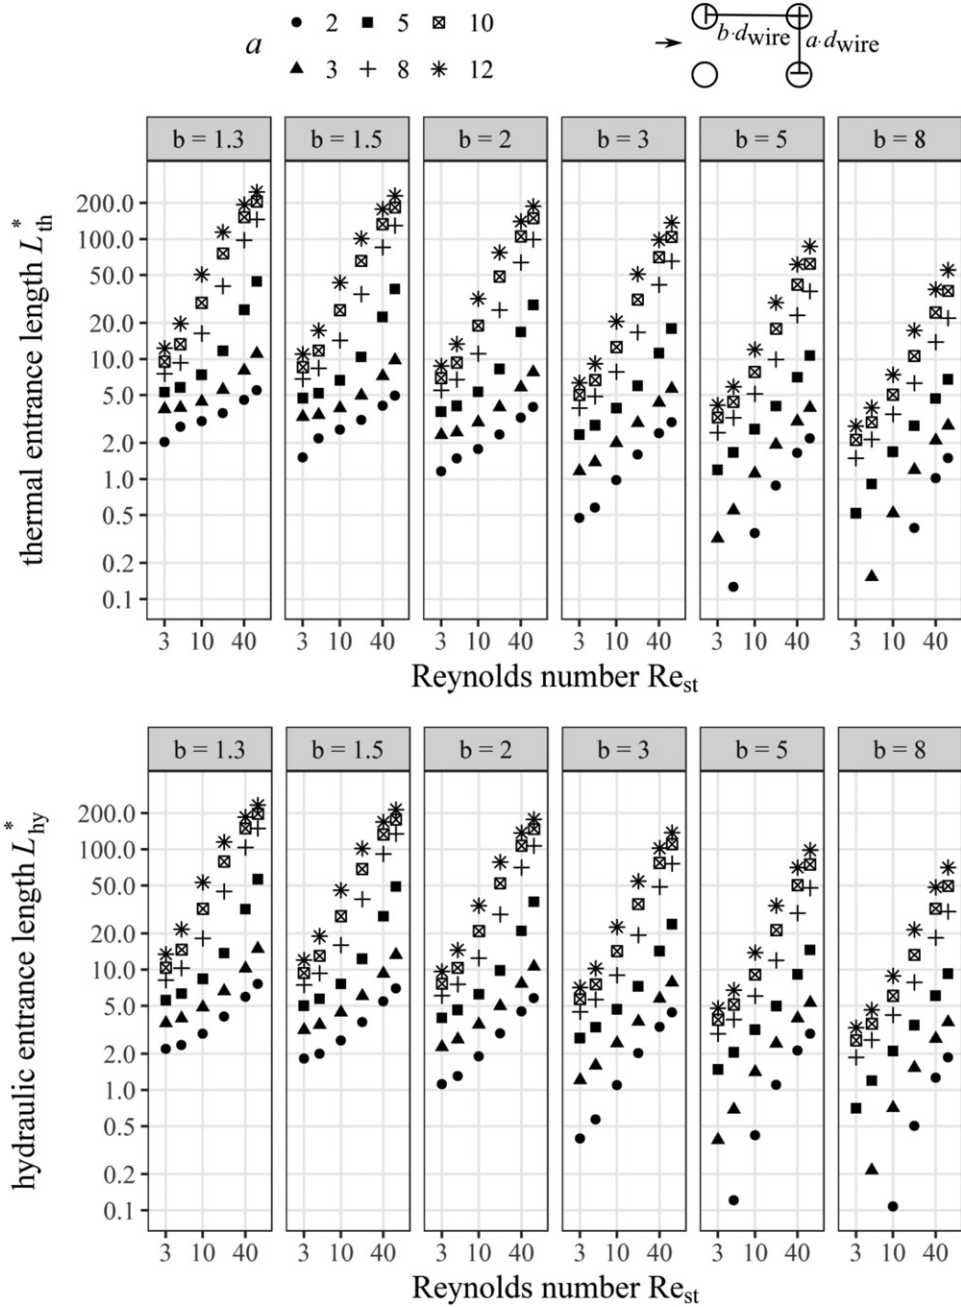 a
2 5 10
3 8 12
b·dwire a·dwire
thermal entrance length L*th
b = 1.3 b = 1.5 b = 2 b = 3 b = 5 b = 8
200.0
100.0
50.0
20.0
10.0
5.0
2.0
1.0
0.5
0.2
0.1
3 10 40 3 10 40 3 10 40 3 10 40 3 10 40 3 10 40
Reynolds number Rest
hydraulic entrance length L*hy
b = 1.3 b = 1.5 b = 2 b = 3 b = 5 b = 8
200.0
100.0
50.0
20.0
10.0
5.0
2.0
1.0
0.5
0.2
0.1
3 10 40 3 10 40 3 10 40 3 10 40 3 10 40 3 10 40
Reynolds number Rest